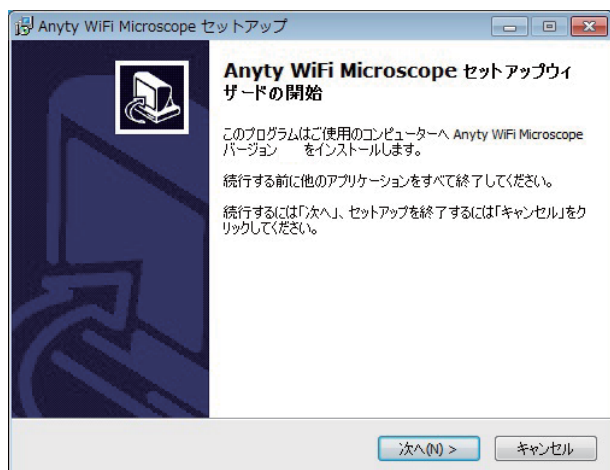 Anyty WiFi Microscope セットアップ
Anyty WiFi Microscope セットアップウィ
ザードの開始
このプログラムはご使用のコンピューターへ Anyty WiFi Microscope
バージョン　　をインストールします。
続行する前に他のアプリケーションをすべて終了してください。
続行するには「次へ」、セットアップを終了するには「キャンセル」をク
リックしてください。
次へ(N) >
キャンセル